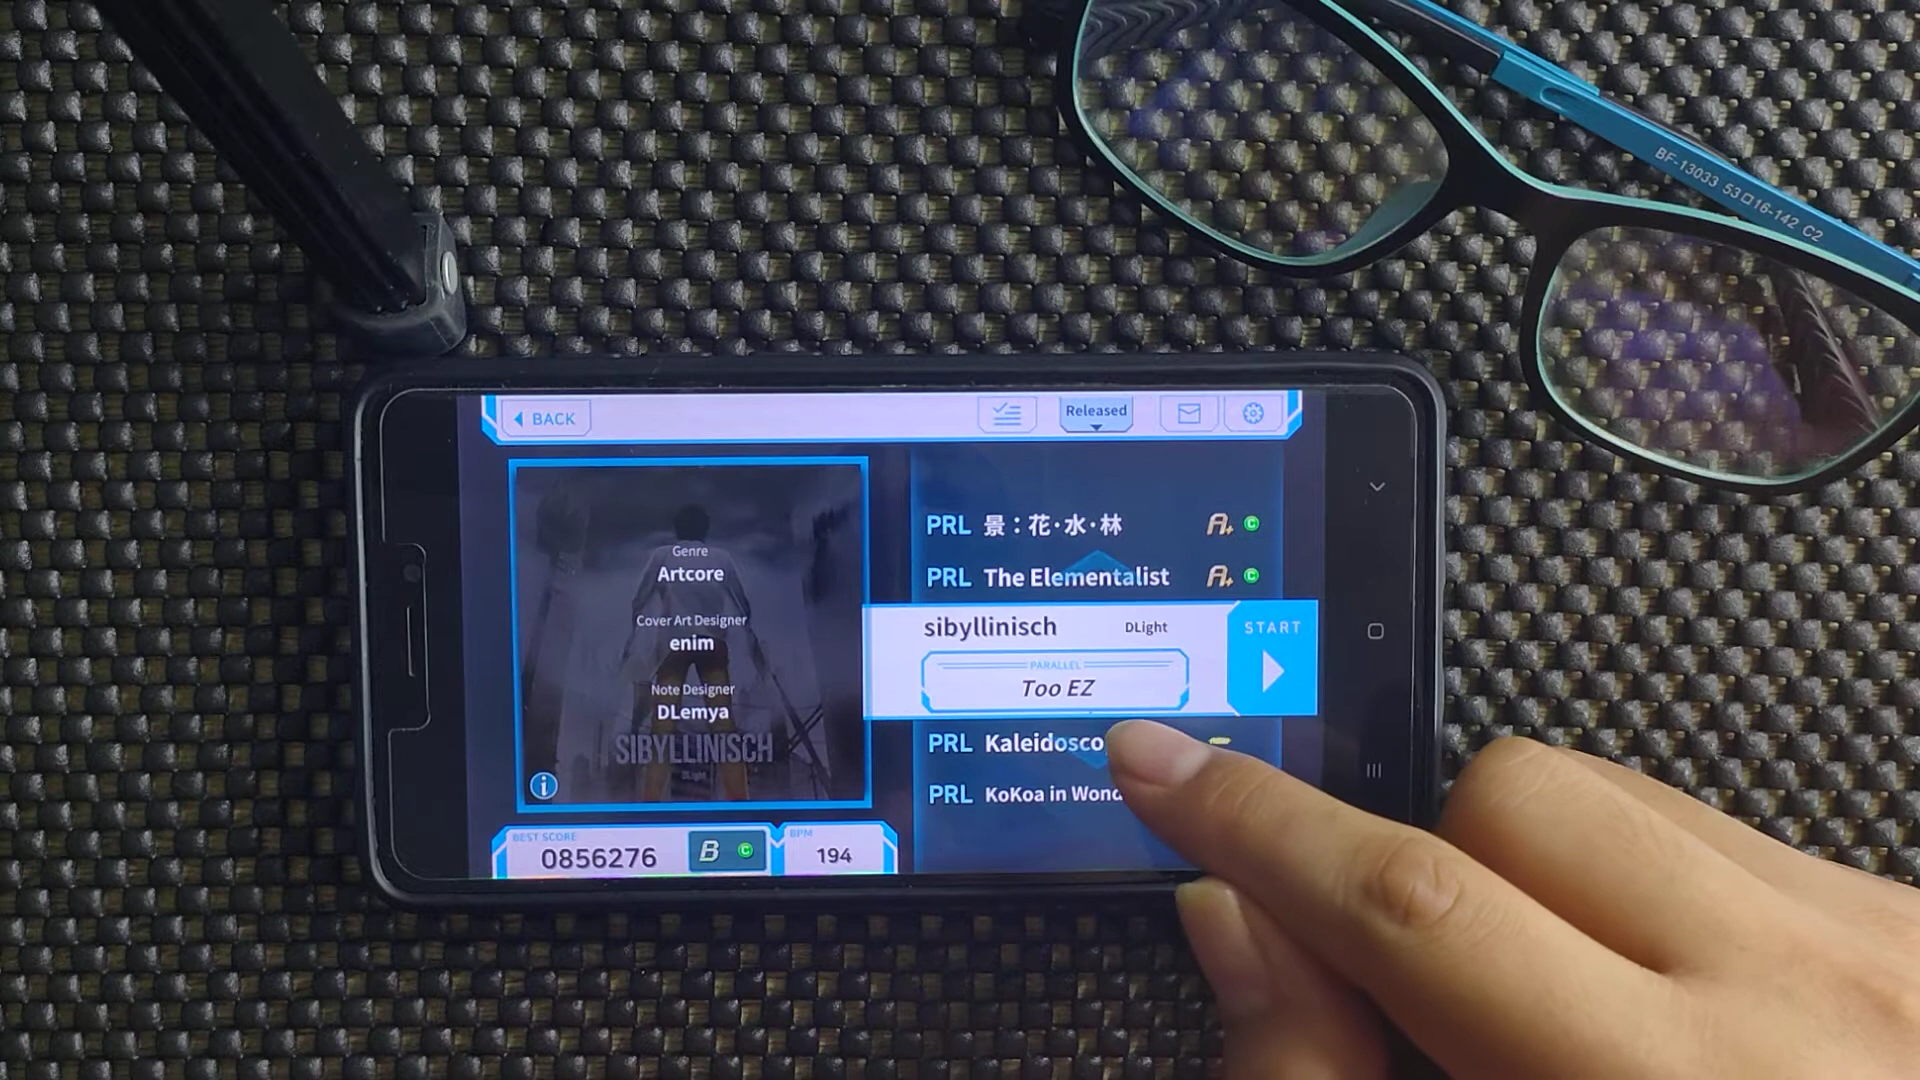 BF-13033 53□16-142 C2
BACK
Released
Genre
Artcore
Cover Art Designer
enim
Note Designer
DLemya
SIBYLLINISCH
DLight
BEST SCORE
0856276
B C
BPM
194
PRL 景：花·水·林 A+ C
PRL The Elementalist A+ C
sibyllinisch DLight
START
PARALLEL
Too EZ
PRL Kaleidosco
PRL KoKoa in Wond